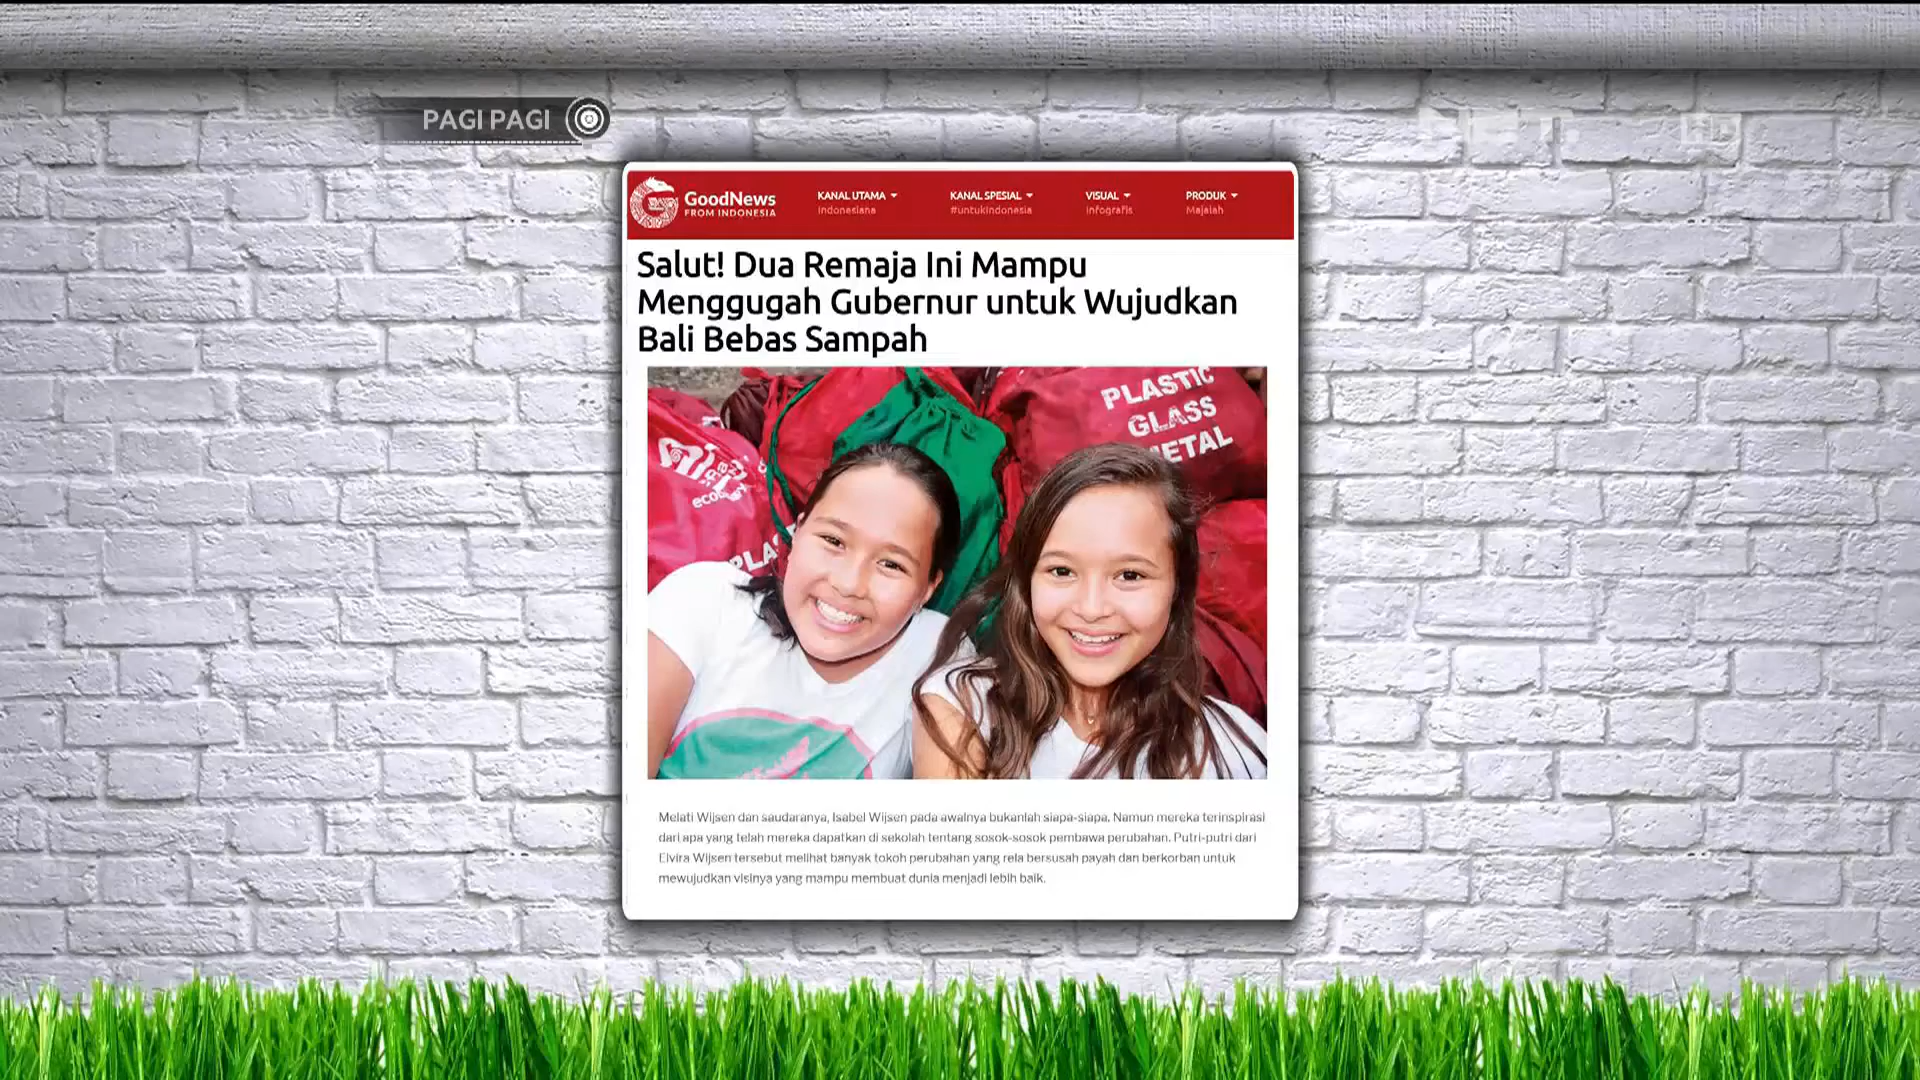 PAGI PAGI
NET.
HD
GoodNews
FROM INDONESIA
KANAL UTAMA
Indonesiana
KANAL SPESIAL
#untukindonesia
VISUAL
Infografis
PRODUK
Majalah
Salut! Dua Remaja Ini Mampu
Menggugah Gubernur untuk Wujudkan
Bali Bebas Sampah
PLASTIC
GLASS
METAL
Melati Wijsen dan saudaranya, Isabel Wijsen pada awalnya bukanlah siapa-siapa. Namun mereka terinspirasi
dari apa yang telah mereka dapatkan di sekolah tentang sosok-sosok pembawa perubahan. Putri-putri dari
Elvira Wijsen tersebut melihat banyak tokoh perubahan yang rela bersusah payah dan berkorban untuk
mewujudkan visinya yang mampu membuat dunia menjadi lebih baik.